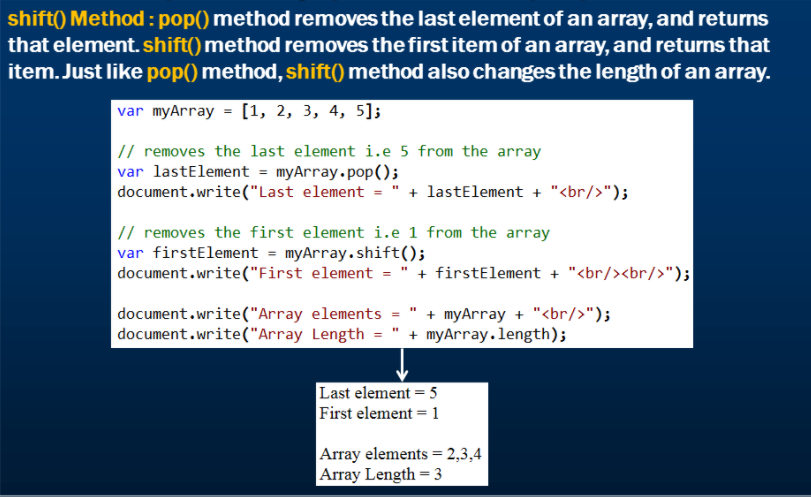 shift() Method : pop() method removes the last element of an array, and returns
that element. shift() method removes the first item of an array, and returns that
item. Just like pop() method, shift() method also changes the length of an array.
var myArray = [1, 2, 3, 4, 5];
// removes the last element i.e 5 from the array
var lastElement = myArray.pop();
document.write("Last element = " + lastElement + "<br/>");
// removes the first element i.e 1 from the array
var firstElement = myArray.shift();
document.write("First element = " + firstElement + "<br/><br/>");
document.write("Array elements = " + myArray + "<br/>");
document.write("Array Length = " + myArray.length);
Last element = 5
First element = 1
Array elements = 2,3,4
Array Length = 3